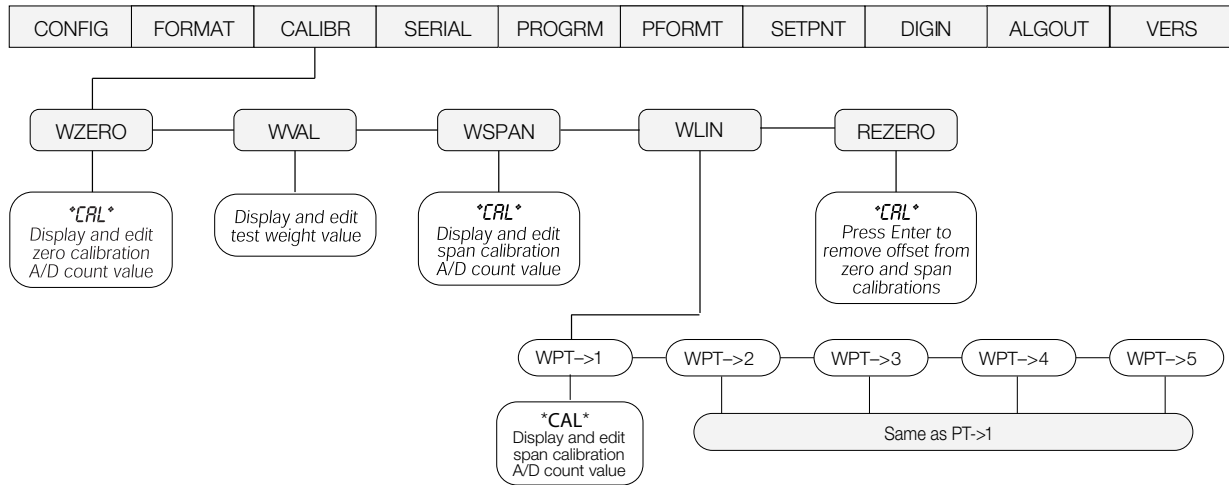 CONFIG FORMAT CALIBR SERIAL PROGRM PFORMT SETPNT DIGIN ALGOUT VERS
WZERO WVAL WSPAN WLIN REZERO
*CAL*
Display and edit
zero calibration
A/D count value
Display and edit
test weight value
*CAL*
Display and edit
span calibration
A/D count value
*CAL*
Press Enter to
remove offset from
zero and span
calibrations
WPT–>1 WPT–>2 WPT–>3 WPT–>4 WPT–>5
*CAL*
Display and edit
span calibration
A/D count value
Same as PT->1